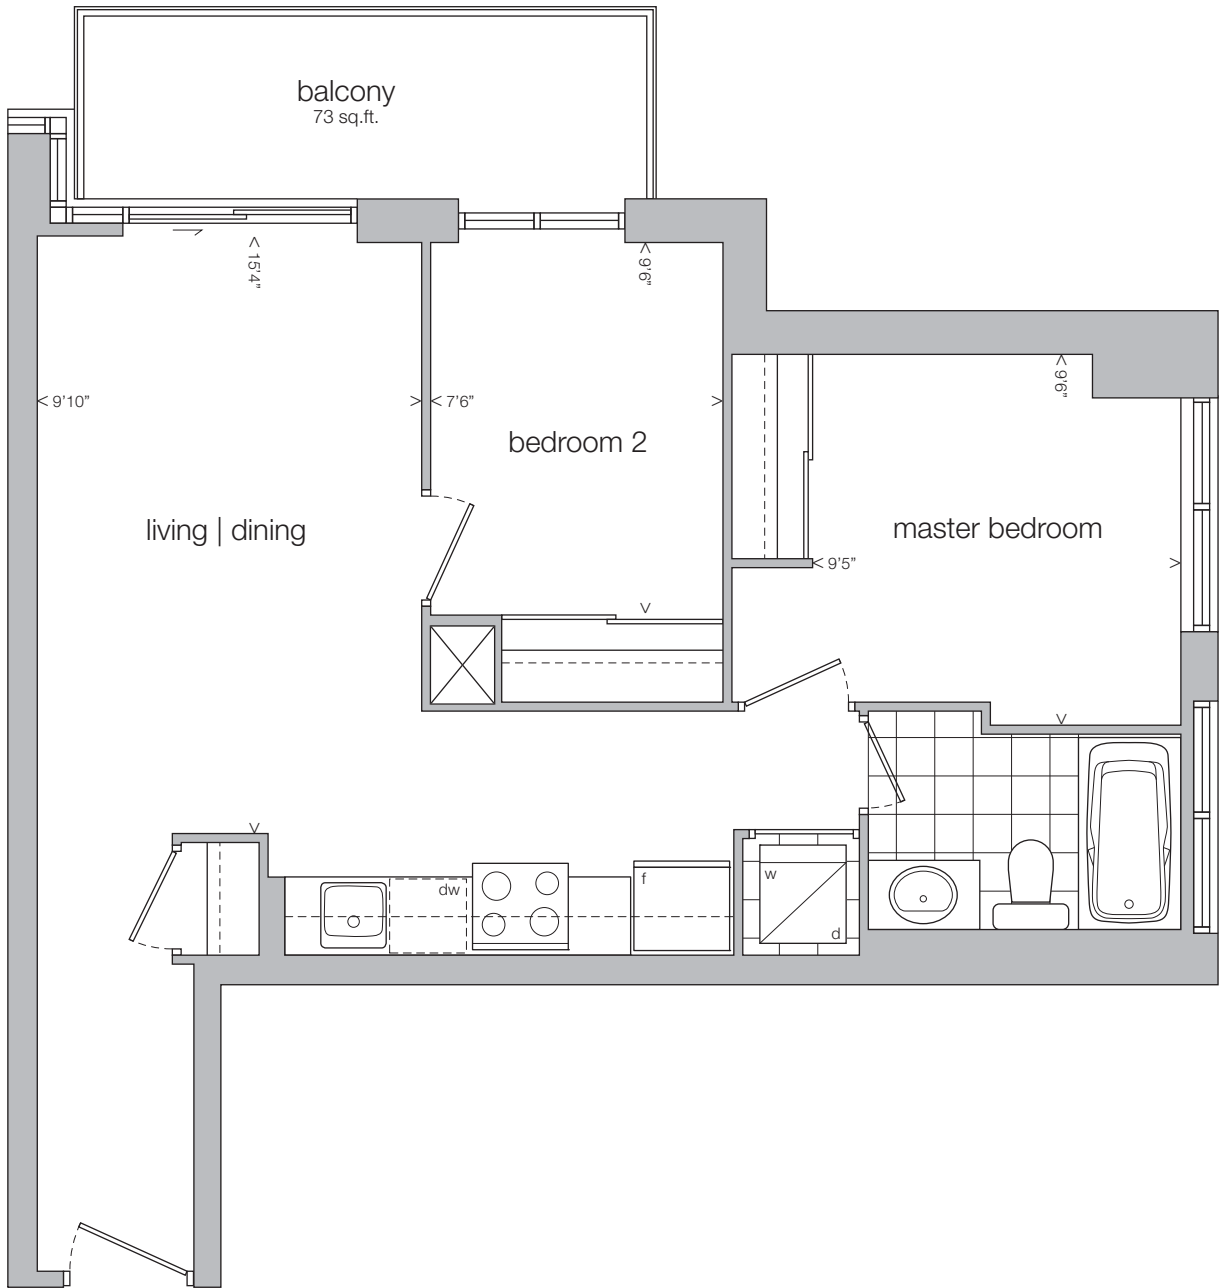 balcony
73 sq.ft.
15'4"
9'6"
9'6"
9'10"
7'6"
bedroom 2
living | dining
master bedroom
9'5"
dw
f
w
d